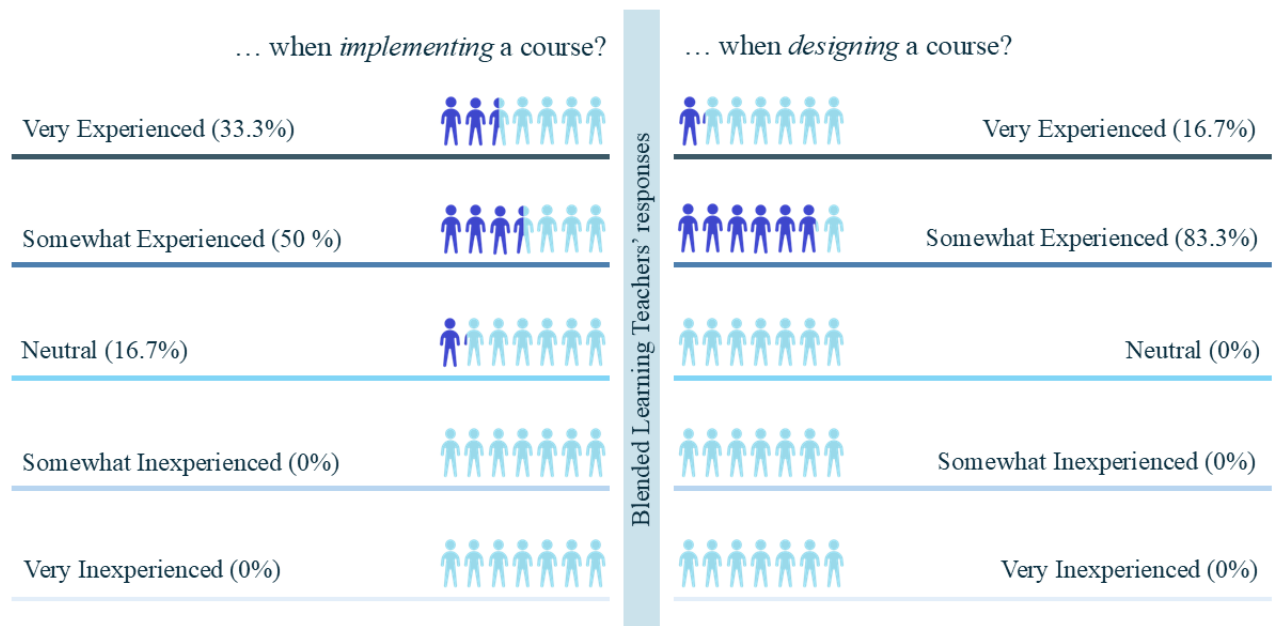 … when implementing a course?
Very Experienced (33.3%)
Somewhat Experienced (50 %)
Neutral (16.7%)
Somewhat Inexperienced (0%)
Very Inexperienced (0%)
Blended Learning Teachers’ responses
… when designing a course?
Very Experienced (16.7%)
Somewhat Experienced (83.3%)
Neutral (0%)
Somewhat Inexperienced (0%)
Very Inexperienced (0%)